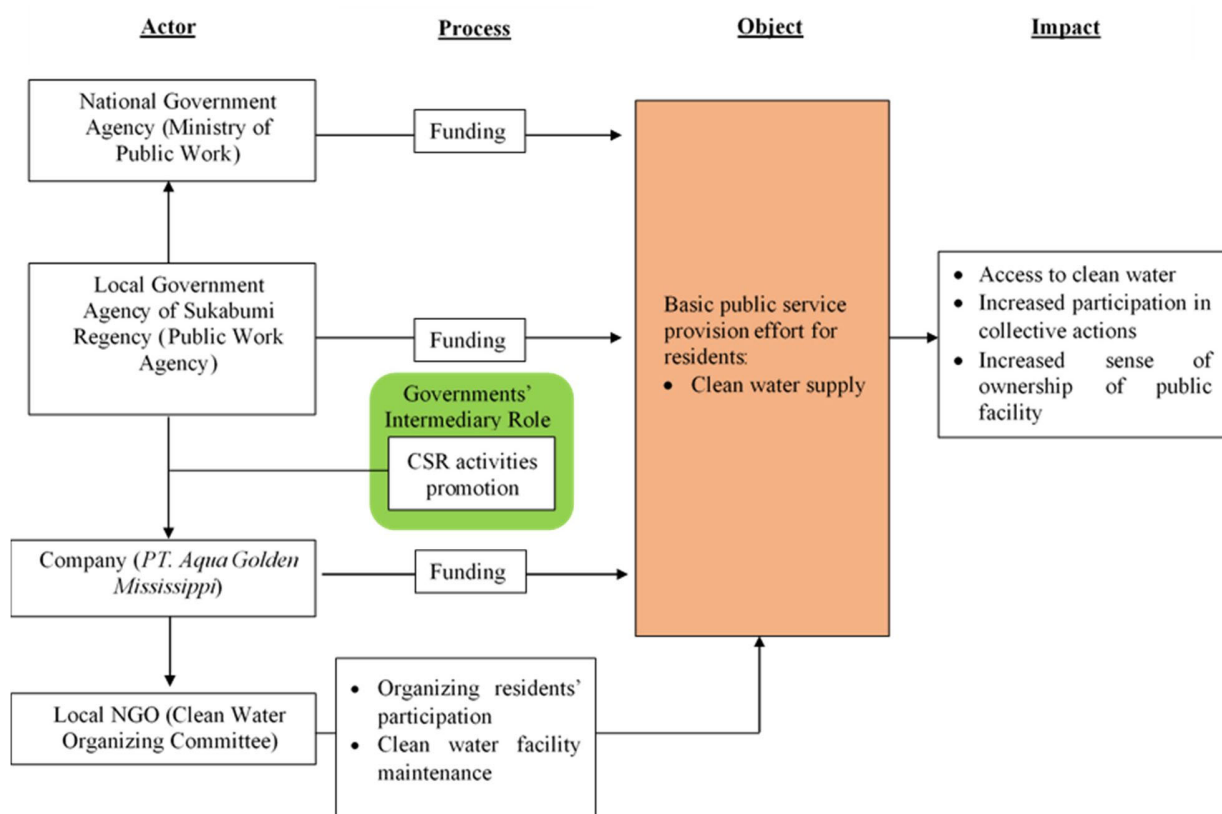 Actor
Process
Object
Impact
National Government
Agency (Ministry of
Public Work)
Funding
Local Government
Agency of Sukabumi
Regency (Public Work
Agency)
Funding
Governments’
Intermediary Role
CSR activities
promotion
Company (PT. Aqua Golden
Mississippi)
Funding
Local NGO (Clean Water
Organizing Committee)
• Organizing residents’
participation
• Clean water facility
maintenance
Basic public service
provision effort for
residents:
• Clean water supply
• Access to clean water
• Increased participation in
collective actions
• Increased sense of
ownership of public
facility